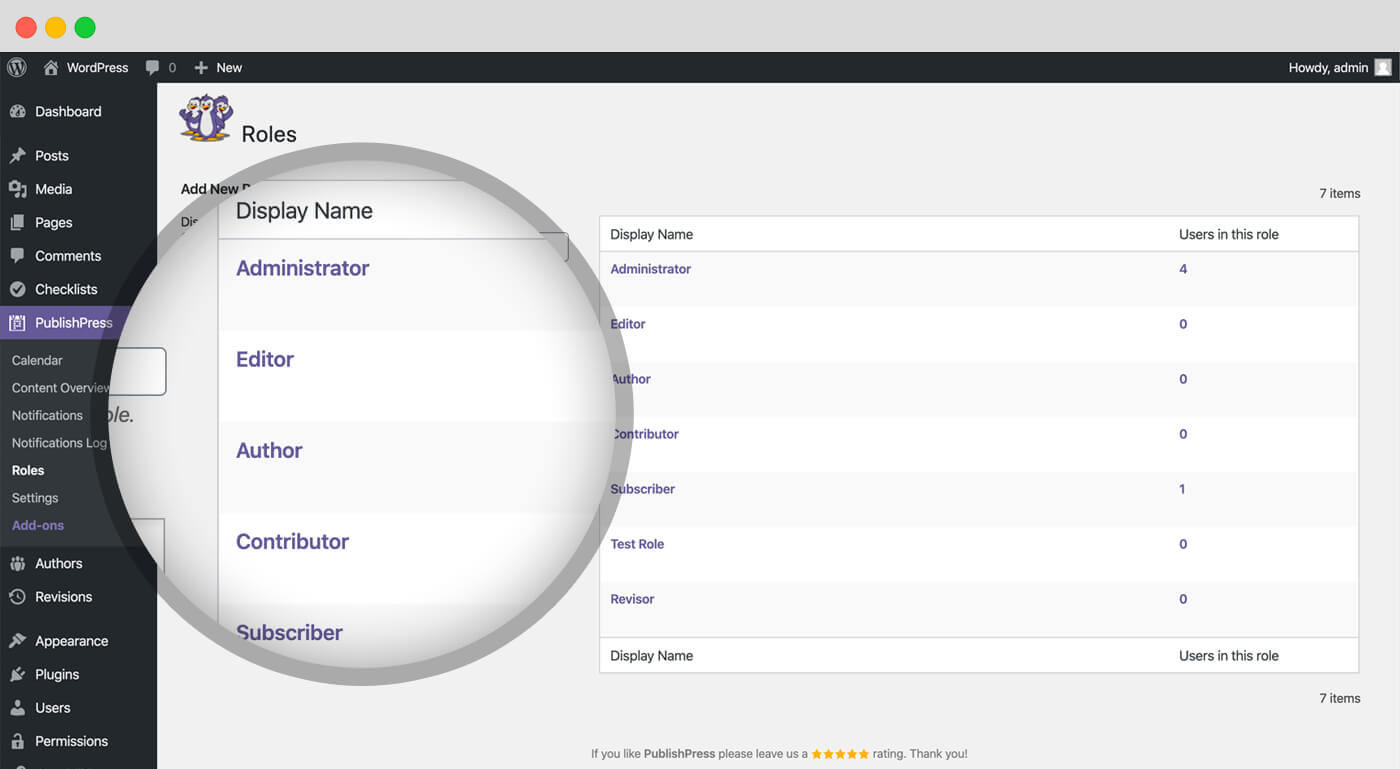 WordPress 0 New Howdy, admin
Dashboard
Posts
Media
Pages
Comments
Checklists
PublishPress
Calendar
Content Overview
Notifications
Notifications Log
Roles
Settings
Add-ons
Authors
Revisions
Appearance
Plugins
Users
Permissions
Roles
Add New
Display Name
Administrator
Editor
Author
Contributor
Subscriber
7 items
Display Name Users in this role
Administrator 4
Editor 0
Author 0
Contributor 0
Subscriber 1
Test Role 0
Revisor 0
Display Name Users in this role
7 items
If you like PublishPress please leave us a ★★★★★ rating. Thank you!